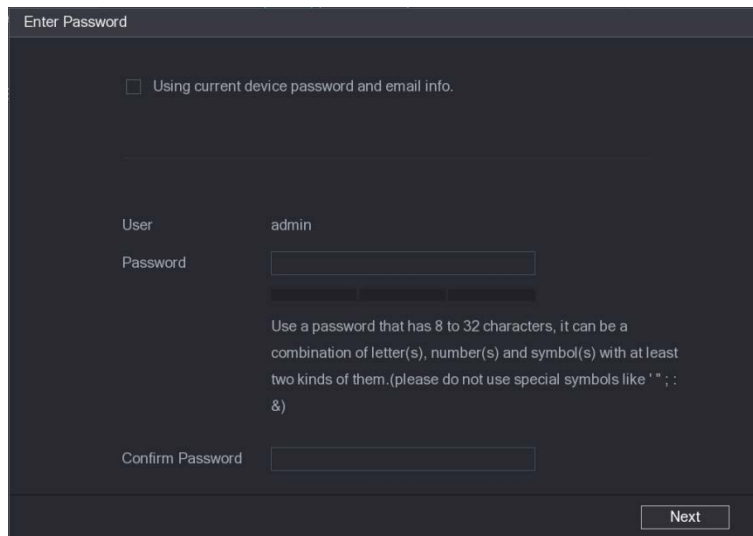 Enter Password
Using current device password and email info.
User admin
Password
Use a password that has 8 to 32 characters, it can be a
combination of letter(s), number(s) and symbol(s) with at least
two kinds of them.(please do not use special symbols like ' " ; :
&)
Confirm Password
Next